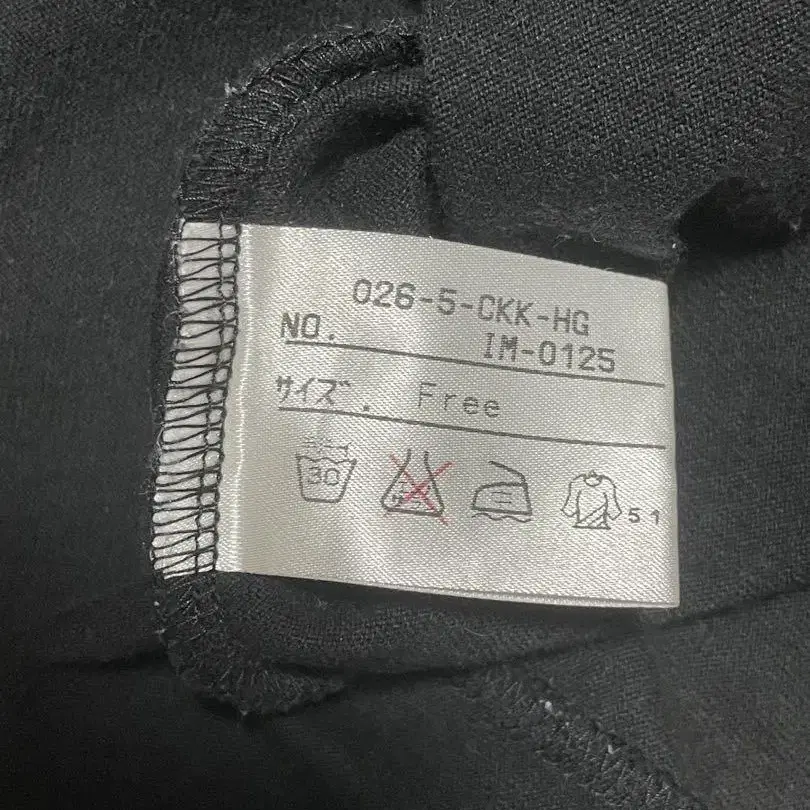 026-5-CKK-HG
NO. IM-0125
サイズ. Free
30
51